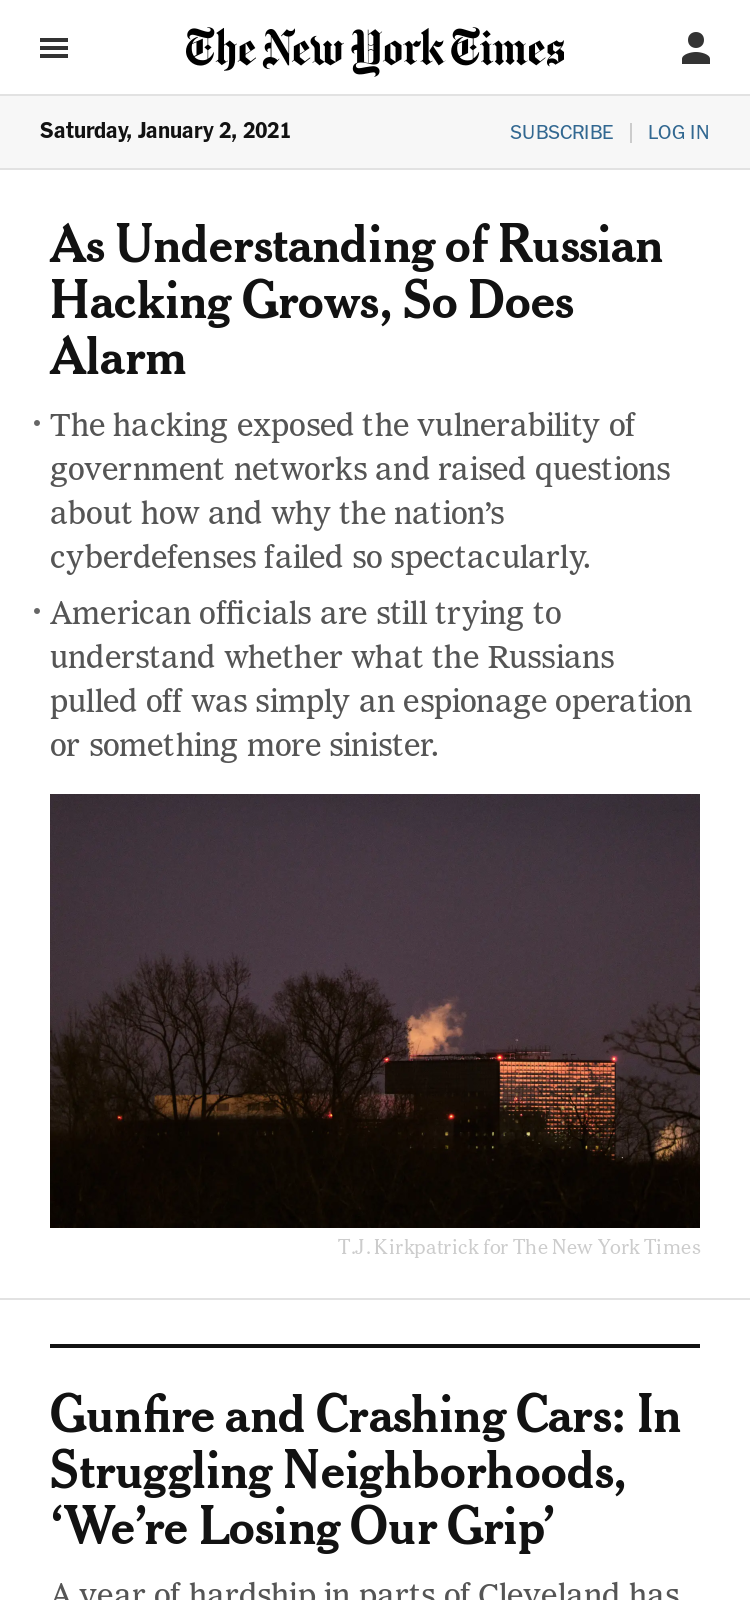 The New York Times
Saturday, January 2, 2021
SUBSCRIBE | LOG IN
As Understanding of Russian
Hacking Grows, So Does
Alarm
• The hacking exposed the vulnerability of
government networks and raised questions
about how and why the nation’s
cyberdefenses failed so spectacularly.
• American officials are still trying to
understand whether what the Russians
pulled off was simply an espionage operation
or something more sinister.
T.J. Kirkpatrick for The New York Times
Gunfire and Crashing Cars: In
Struggling Neighborhoods,
‘We’re Losing Our Grip’
A year of hardship in parts of Cleveland has